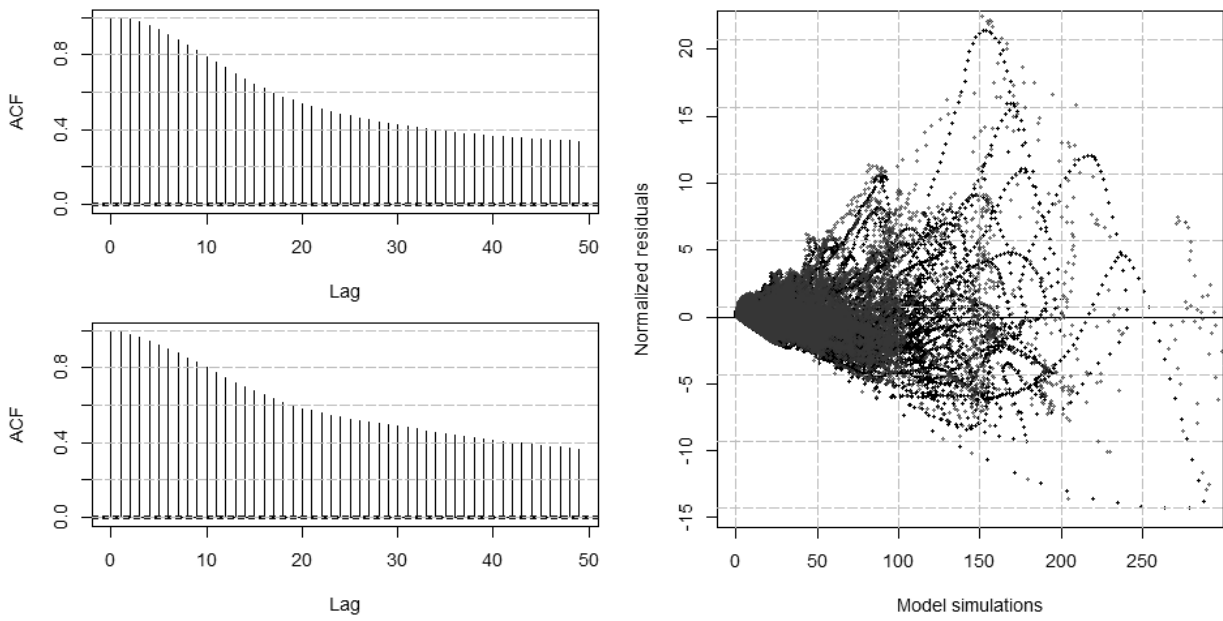 ACF
0.0 0.4 0.8
0 10 20 30 40 50
Lag
ACF
0.0 0.4 0.8
0 10 20 30 40 50
Lag
Normalized residuals
-15 -10 -5 0 5 10 15 20
0 50 100 150 200 250
Model simulations